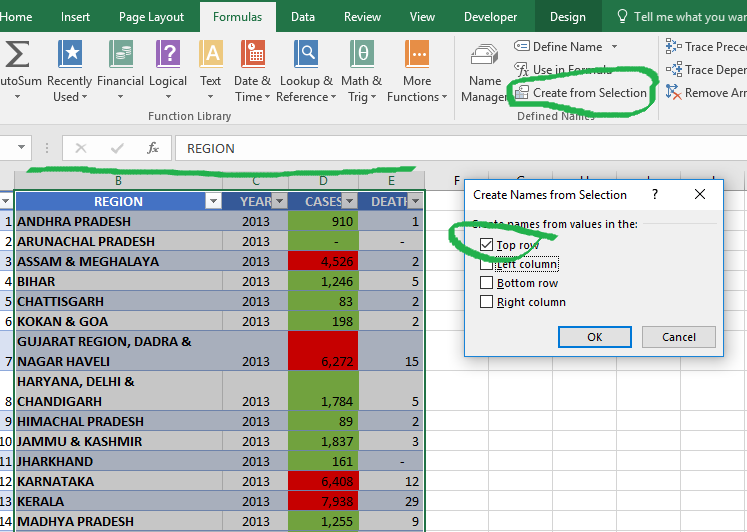 Home Insert Page Layout Formulas Data Review View Developer Design Tell me what you wan
utoSum Recently Used Financial Logical Text Date & Time Lookup & Reference Math & Trig More Functions
Function Library
Name Manager
Define Name
Use in Formula
Create from Selection
Defined Names
Trace Prece
Trace Depen
Remove Arr
fx REGION
B C D E F G
REGION YEAR CASES DEATH
1 ANDHRA PRADESH 2013 910 1
2 ARUNACHAL PRADESH 2013 - -
3 ASSAM & MEGHALAYA 2013 4,526 2
4 BIHAR 2013 1,246 5
5 CHATTISGARH 2013 83 2
6 KOKAN & GOA 2013 198 2
GUJARAT REGION, DADRA &
7 NAGAR HAVELI 2013 6,272 15
HARYANA, DELHI &
8 CHANDIGARH 2013 1,784 5
9 HIMACHAL PRADESH 2013 89 2
10 JAMMU & KASHMIR 2013 1,837 3
11 JHARKHAND 2013 161 -
12 KARNATAKA 2013 6,408 12
13 KERALA 2013 7,938 29
14 MADHYA PRADESH 2013 1,255 9
Create Names from Selection ?
Create names from values in the:
Top row
Left column
Bottom row
Right column
OK Cancel